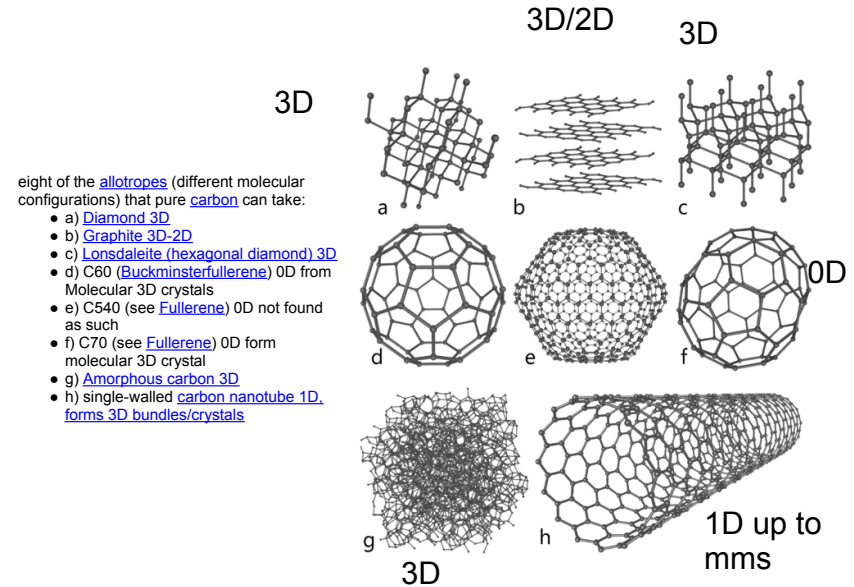 3D/2D
3D
3D
eight of the allotropes (different molecular
configurations) that pure carbon can take:
● a) Diamond 3D
● b) Graphite 3D-2D
● c) Lonsdaleite (hexagonal diamond) 3D
● d) C60 (Buckminsterfullerene) 0D from
Molecular 3D crystals
● e) C540 (see Fullerene) 0D not found
as such
● f) C70 (see Fullerene) 0D form
molecular 3D crystal
● g) Amorphous carbon 3D
● h) single-walled carbon nanotube 1D,
forms 3D bundles/crystals
a
b
c
0D
d
e
f
g
h
1D up to
mms
3D